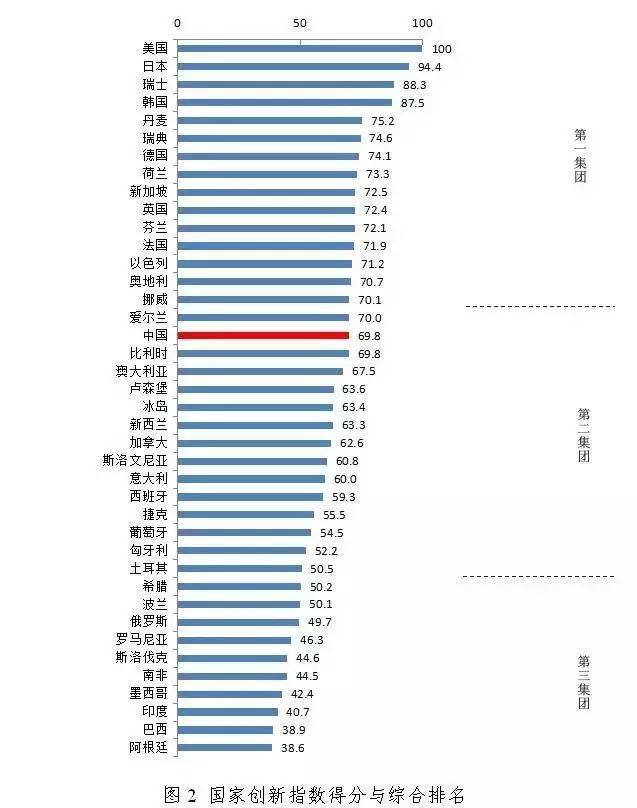 0 50 100
美国 100
日本 94.4
瑞士 88.3
韩国 87.5
丹麦 75.2
瑞典 74.6
德国 74.1
荷兰 73.3
新加坡 72.5
英国 72.4
芬兰 72.1
法国 71.9
以色列 71.2
奥地利 70.7
挪威 70.1
第一集团
爱尔兰 70.0
中国 69.8
比利时 69.8
澳大利亚 67.5
卢森堡 63.6
冰岛 63.4
新西兰 63.3
加拿大 62.6
斯洛文尼亚 60.8
意大利 60.0
西班牙 59.3
捷克 55.5
葡萄牙 54.5
匈牙利 52.2
土耳其 50.5
第二集团
希腊 50.2
波兰 50.1
俄罗斯 49.7
罗马尼亚 46.3
斯洛伐克 44.6
南非 44.5
墨西哥 42.4
印度 40.7
巴西 38.9
阿根廷 38.6
第三集团
图 2 国家创新指数得分与综合排名